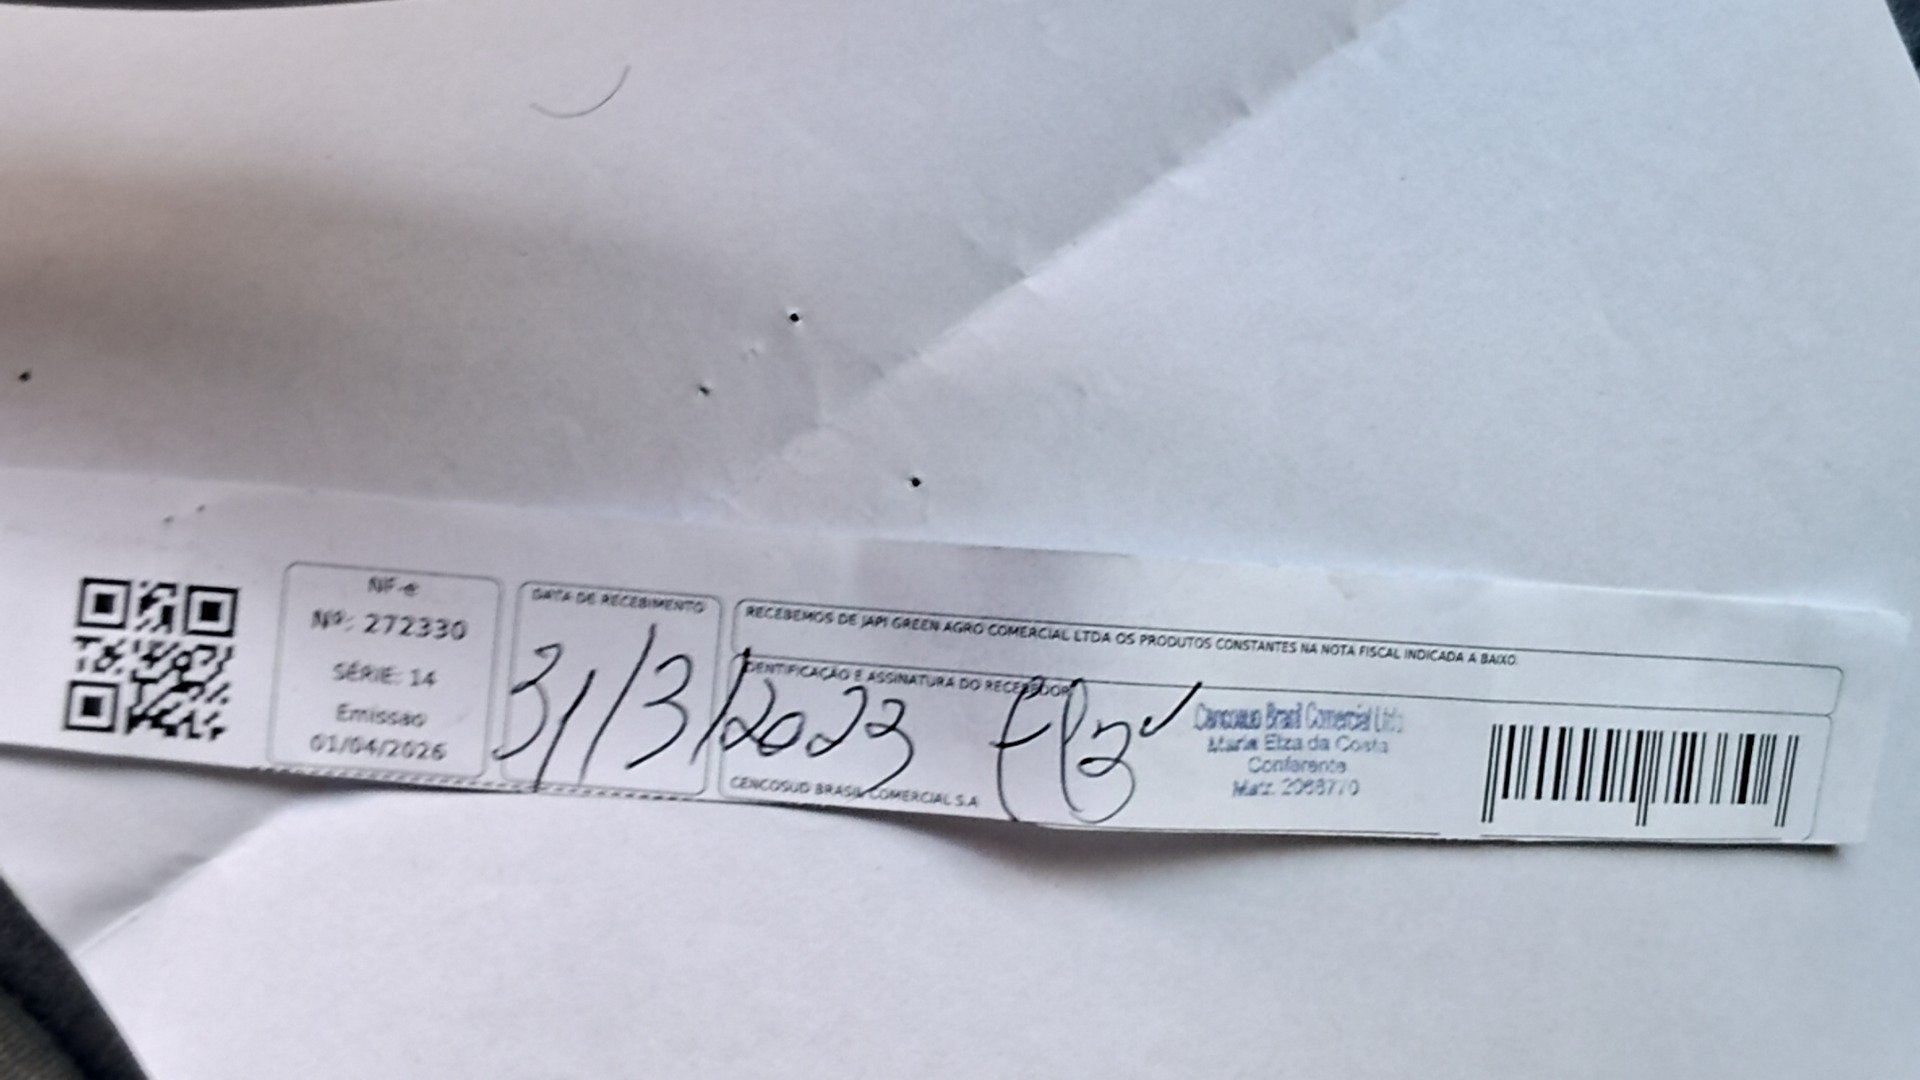 NF-e
Nº: 272330
SÉRIE: 14
Emissao
01/04/2026
DATA DE RECEBIMENTO
31/3/2023
RECEBEMOS DE JAPI GREEN AGRO COMERCIAL LTDA OS PRODUTOS CONSTANTES NA NOTA FISCAL INDICADA A BAIXO
IDENTIFICAÇÃO E ASSINATURA DO RECEBEDOR
CENCOSUD BRASIL COMERCIAL S.A
Cencosud Brasil Comercial Ltda
Maria Elza da Costa
Conferente